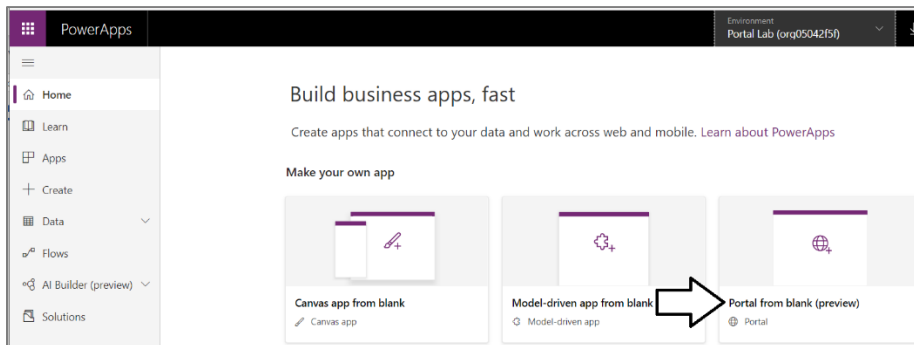 PowerApps
Environment
Portal Lab (org05042f5f)
Home
Learn
Apps
Create
Data
Flows
AI Builder (preview)
Solutions
Build business apps, fast
Create apps that connect to your data and work across web and mobile. Learn about PowerApps
Make your own app
Canvas app from blank
Canvas app
Model-driven app from blank
Model-driven app
Portal from blank (preview)
Portal